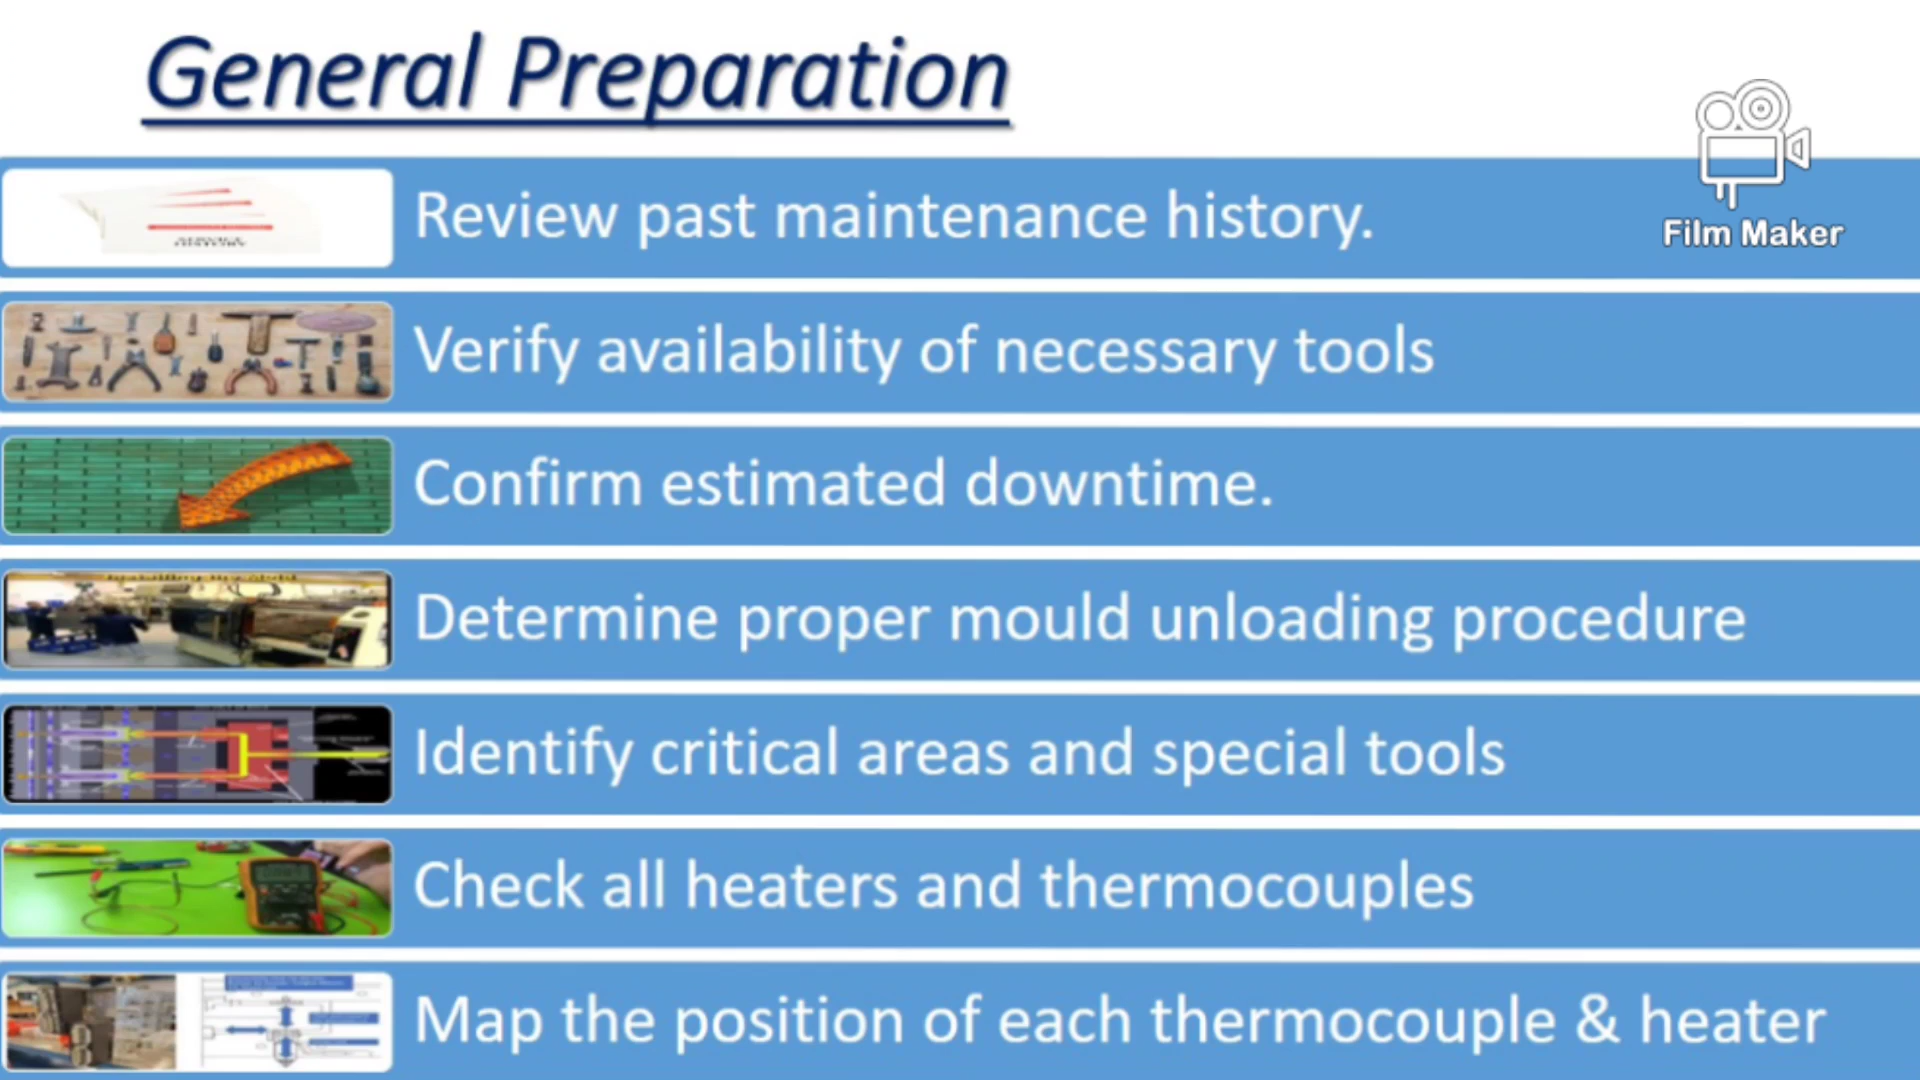 General Preparation
Film Maker
Review past maintenance history.
SERVICE
HISTORY
Verify availability of necessary tools
Confirm estimated downtime.
Determine proper mould unloading procedure
Identify critical areas and special tools
Check all heaters and thermocouples
Map the position of each thermocouple & heater